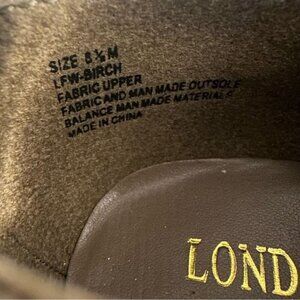 SIZE 8 ½ M
LFW-BIRCH
FABRIC UPPER
FABRIC AND MAN MADE OUTSOLE
BALANCE MAN MADE MATERIALS
MADE IN CHINA
LOND